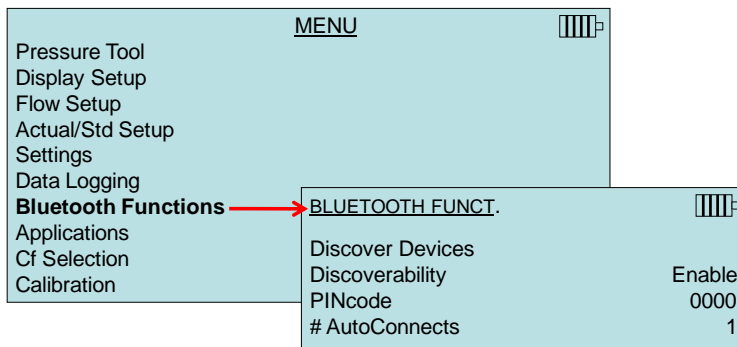 MENU
Pressure Tool
Display Setup
Flow Setup
Actual/Std Setup
Settings
Data Logging
Bluetooth Functions
Applications
Cf Selection
Calibration
BLUETOOTH FUNCT.
Discover Devices
Discoverability Enable
PINcode 0000
# AutoConnects 1